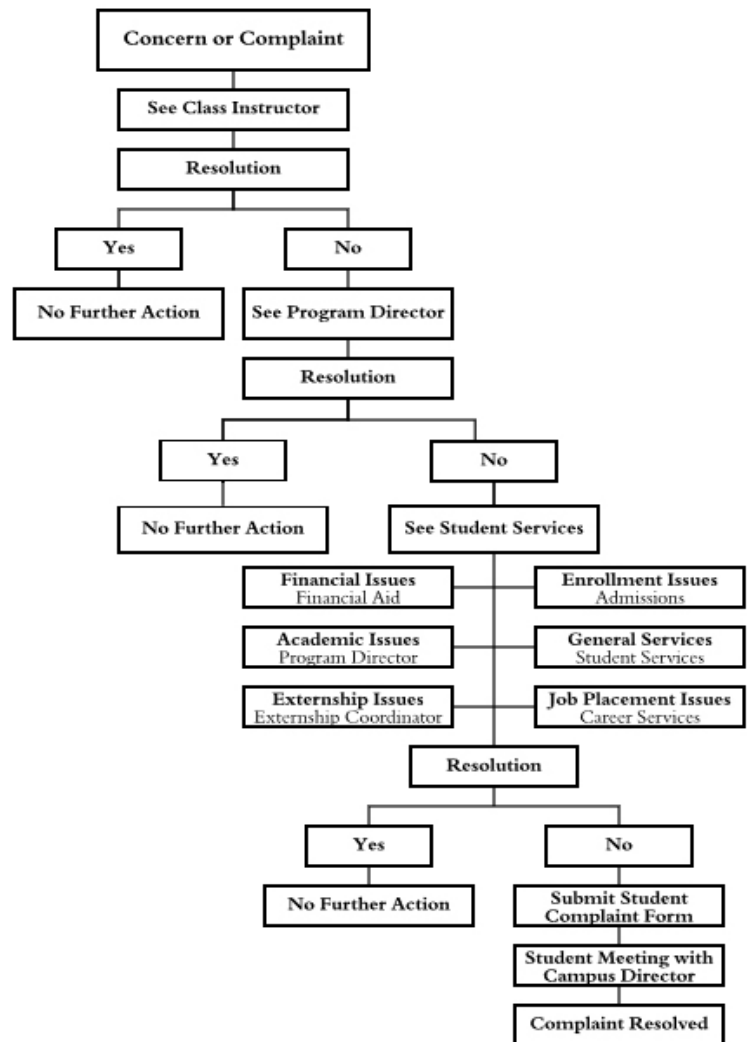 Concern or Complaint
See Class Instructor
Resolution
Yes
No
No Further Action
See Program Director
Resolution
Yes
No
No Further Action
See Student Services
Financial Issues
Financial Aid
Enrollment Issues
Admissions
Academic Issues
Program Director
General Services
Student Services
Externship Issues
Externship Coordinator
Job Placement Issues
Career Services
Resolution
Yes
No
No Further Action
Submit Student
Complaint Form
Student Meeting with
Campus Director
Complaint Resolved